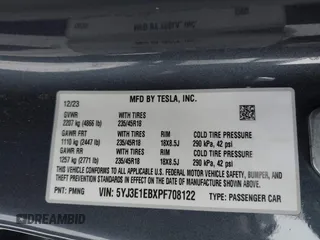 MFD BY TESLA, INC.
12/23
GVWR WITH TIRES
2207 kg (4866 lb) 235/45R18
GAWR FRT WITH TIRES RIM COLD TIRE PRESSURE
1110 kg (2447 lb) 235/45R18 18X8.5J 290 kPa, 42 psi
GAWR RR WITH TIRES RIM COLD TIRE PRESSURE
1257 kg (2771 lb) 235/45R18 18X8.5J 290 kPa, 42 psi
THIS VEHICLE CONFORMS TO ALL APPLICABLE FEDERAL MOTOR VEHICLE SAFETY, BUMPER, AND
THEFT PREVENTION STANDARDS IN EFFECT ON THE DATE OF MANUFACTURE SHOWN ABOVE.
PNT: PMNG VIN: 5YJ3E1EBXPF708122 TYPE: PASSENGER CAR
DREAMBID